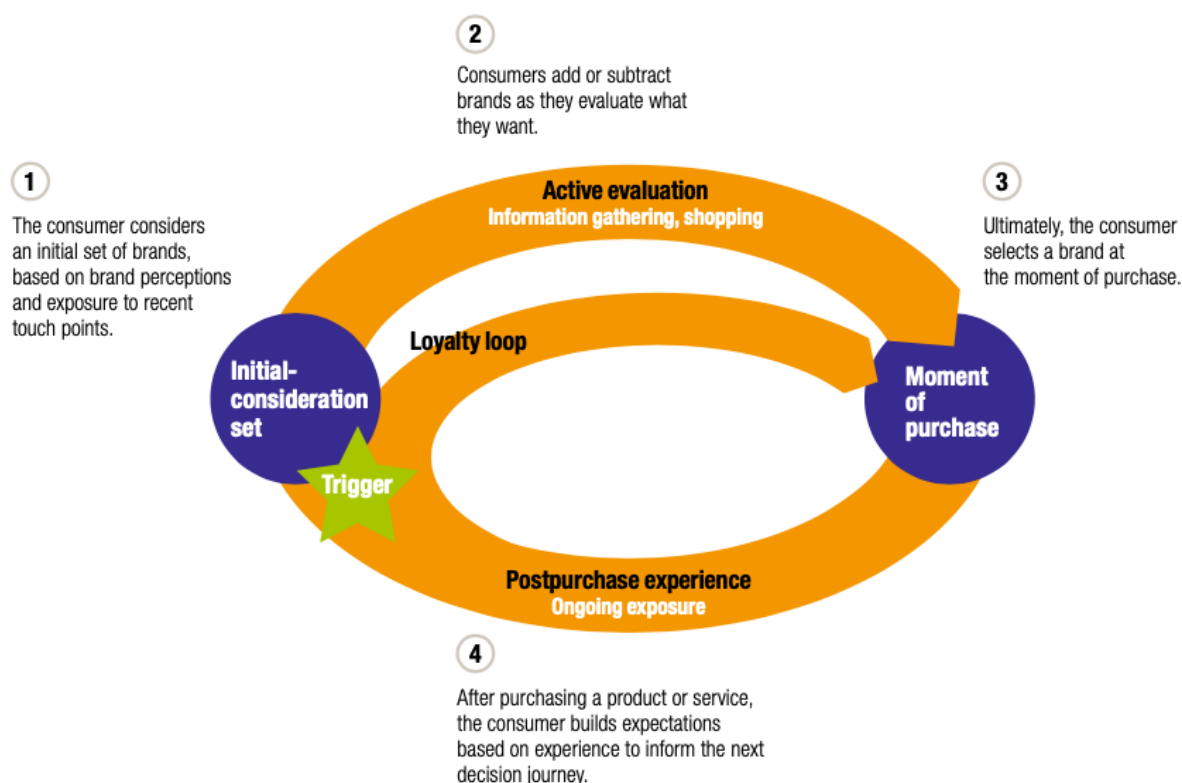 1
The consumer considers
an initial set of brands,
based on brand perceptions
and exposure to recent
touch points.
2
Consumers add or subtract
brands as they evaluate what
they want.
3
Ultimately, the consumer
selects a brand at
the moment of purchase.
Active evaluation
Information gathering, shopping
Loyalty loop
Initial-
consideration
set
Trigger
Moment
of
purchase
Postpurchase experience
Ongoing exposure
4
After purchasing a product or service,
the consumer builds expectations
based on experience to inform the next
decision journey.